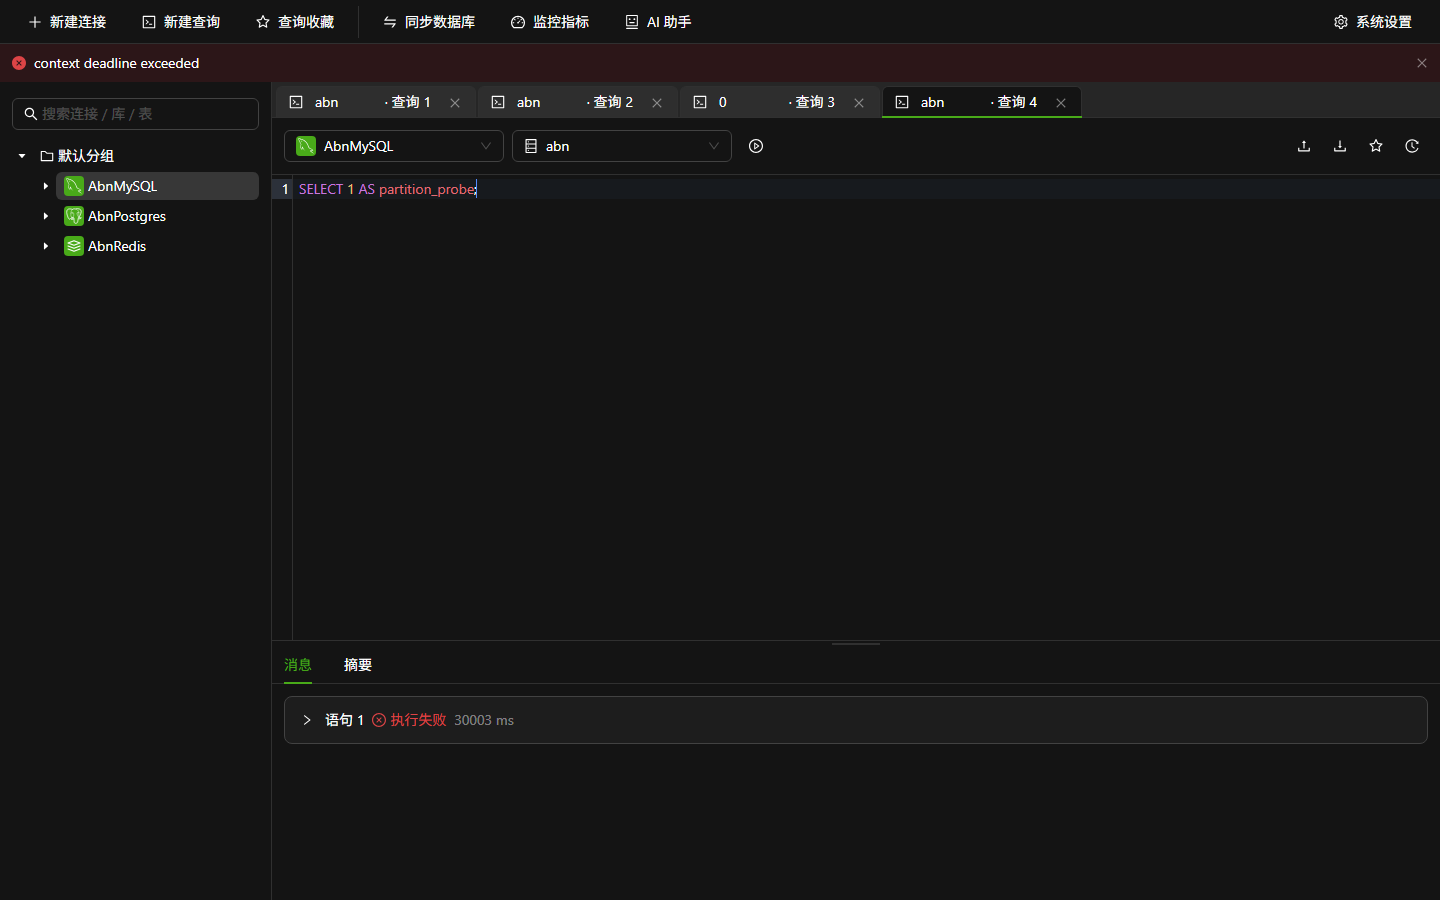 新建连接 新建查询 查询收藏 同步数据库 监控指标 AI 助手 系统设置
context deadline exceeded
abn · 查询 1 abn · 查询 2 0 · 查询 3 abn · 查询 4
搜索连接 / 库 / 表
AbnMySQL abn
默认分组
AbnMySQL
AbnPostgres
AbnRedis
1 SELECT 1 AS partition_probe;
消息 摘要
语句 1 执行失败 30003 ms